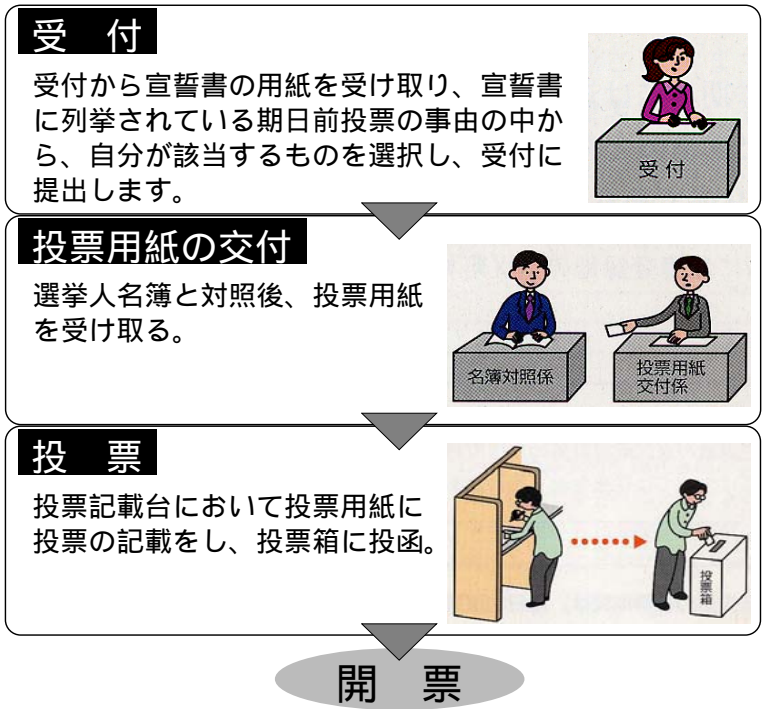 受　付
受付から宣誓書の用紙を受け取り、宣誓書
に列挙されている期日前投票の事由の中か
ら、自分が該当するものを選択し、受付に
提出します。
受付
投票用紙の交付
選挙人名簿と対照後、投票用紙
を受け取る。
名簿対照係
投票用紙
交付係
投　票
投票記載台において投票用紙に
投票の記載をし、投票箱に投函。
投票箱
開　票